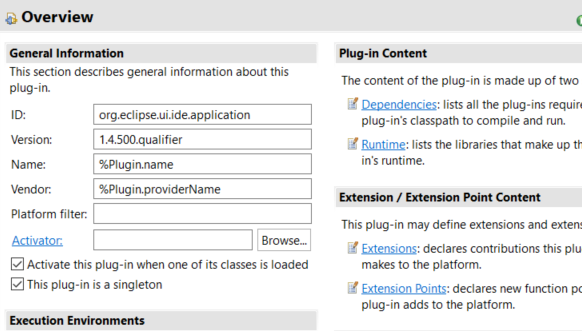 Overview
General Information
This section describes general information about this
plug-in.
ID: org.eclipse.ui.ide.application
Version: 1.4.500.qualifier
Name: %Plugin.name
Vendor: %Plugin.providerName
Platform filter:
Activator: Browse...
Activate this plug-in when one of its classes is loaded
This plug-in is a singleton
Execution Environments
Plug-in Content
The content of the plug-in is made up of two
Dependencies: lists all the plug-ins require
plug-in's classpath to compile and run.
Runtime: lists the libraries that make up th
in's runtime.
Extension / Extension Point Content
This plug-in may define extensions and extens
Extensions: declares contributions this plu
makes to the platform.
Extension Points: declares new function po
plug-in adds to the platform.